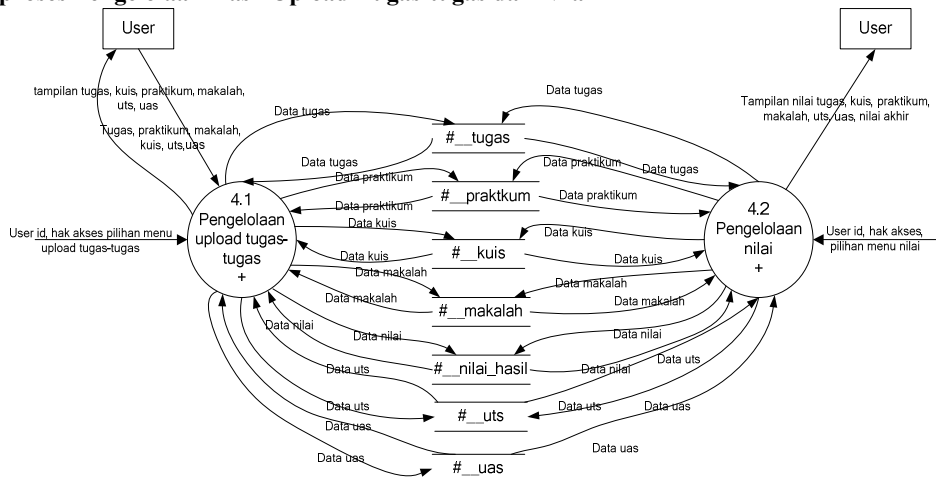 User
User
tampilan tugas, kuis, praktikum, makalah,
uts, uas
Tugas, praktikum, makalah,
kuis, uts,uas
Tampilan nilai tugas, kuis, praktikum,
makalah, uts, uas, nilai akhir
Data tugas
Data tugas
#__tugas
Data tugas
Data tugas
Data praktikum
Data praktikum
#__praktkum
Data praktikum
Data praktikum
4.1
Pengelolaan
upload tugas-
tugas
+
4.2
Pengelolaan
nilai
+
User id, hak akses pilihan menu
upload tugas-tugas
User id, hak akses,
pilihan menu nilai
Data kuis
Data kuis
#__kuis
Data kuis
Data kuis
Data makalah
Data makalah
#__makalah
Data makalah
Data makalah
Data nilai
Data nilai
#__nilai_hasil
Data nilai
Data nilai
Data uts
Data uts
#__uts
Data uts
Data uts
Data uas
Data uas
#__uas
Data uas
Data uas